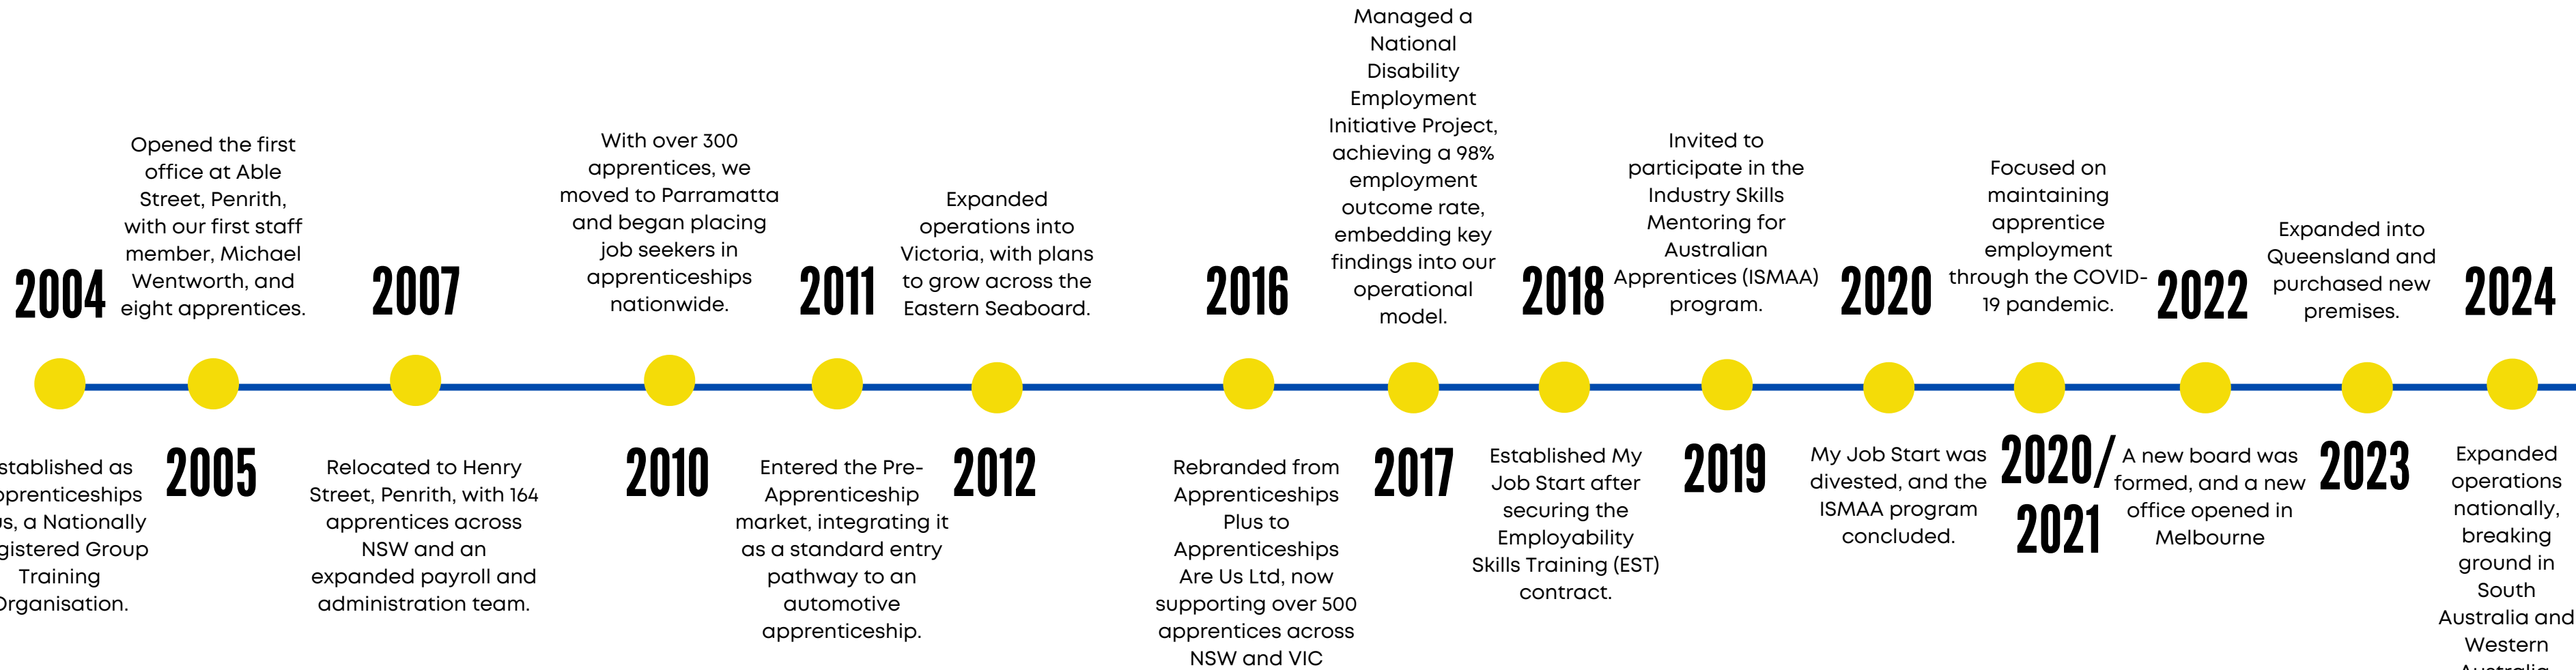 2004
stablished as
prenticeships
us, a Nationally
gistered Group
Training
Organisation.
Opened the first
office at Able
Street, Penrith,
with our first staff
member, Michael
Wentworth, and
eight apprentices.
2005
2007
Relocated to Henry
Street, Penrith, with 164
apprentices across
NSW and an
expanded payroll and
administration team.
With over 300
apprentices, we
moved to Parramatta
and began placing
job seekers in
apprenticeships
nationwide.
2010
2011
Entered the Pre-
Apprenticeship
market, integrating it
as a standard entry
pathway to an
automotive
apprenticeship.
Expanded
operations into
Victoria, with plans
to grow across the
Eastern Seaboard.
2012
2016
Rebranded from
Apprenticeships
Plus to
Apprenticeships
Are Us Ltd, now
supporting over 500
apprentices across
NSW and VIC
Managed a
National
Disability
Employment
Initiative Project,
achieving a 98%
employment
outcome rate,
embedding key
findings into our
operational
model.
2017
2018
Established My
Job Start after
securing the
Employability
Skills Training (EST)
contract.
Invited to
participate in the
Industry Skills
Mentoring for
Australian
Apprentices (ISMAA)
program.
2019
2020
My Job Start was
divested, and the
ISMAA program
concluded.
Focused on
maintaining
apprentice
employment
through the COVID-
19 pandemic.
2020/
2021
2022
A new board was
formed, and a new
office opened in
Melbourne
Expanded into
Queensland and
purchased new
premises.
2023
2024
Expanded
operations
nationally,
breaking
ground in
South
Australia and
Western
Australia